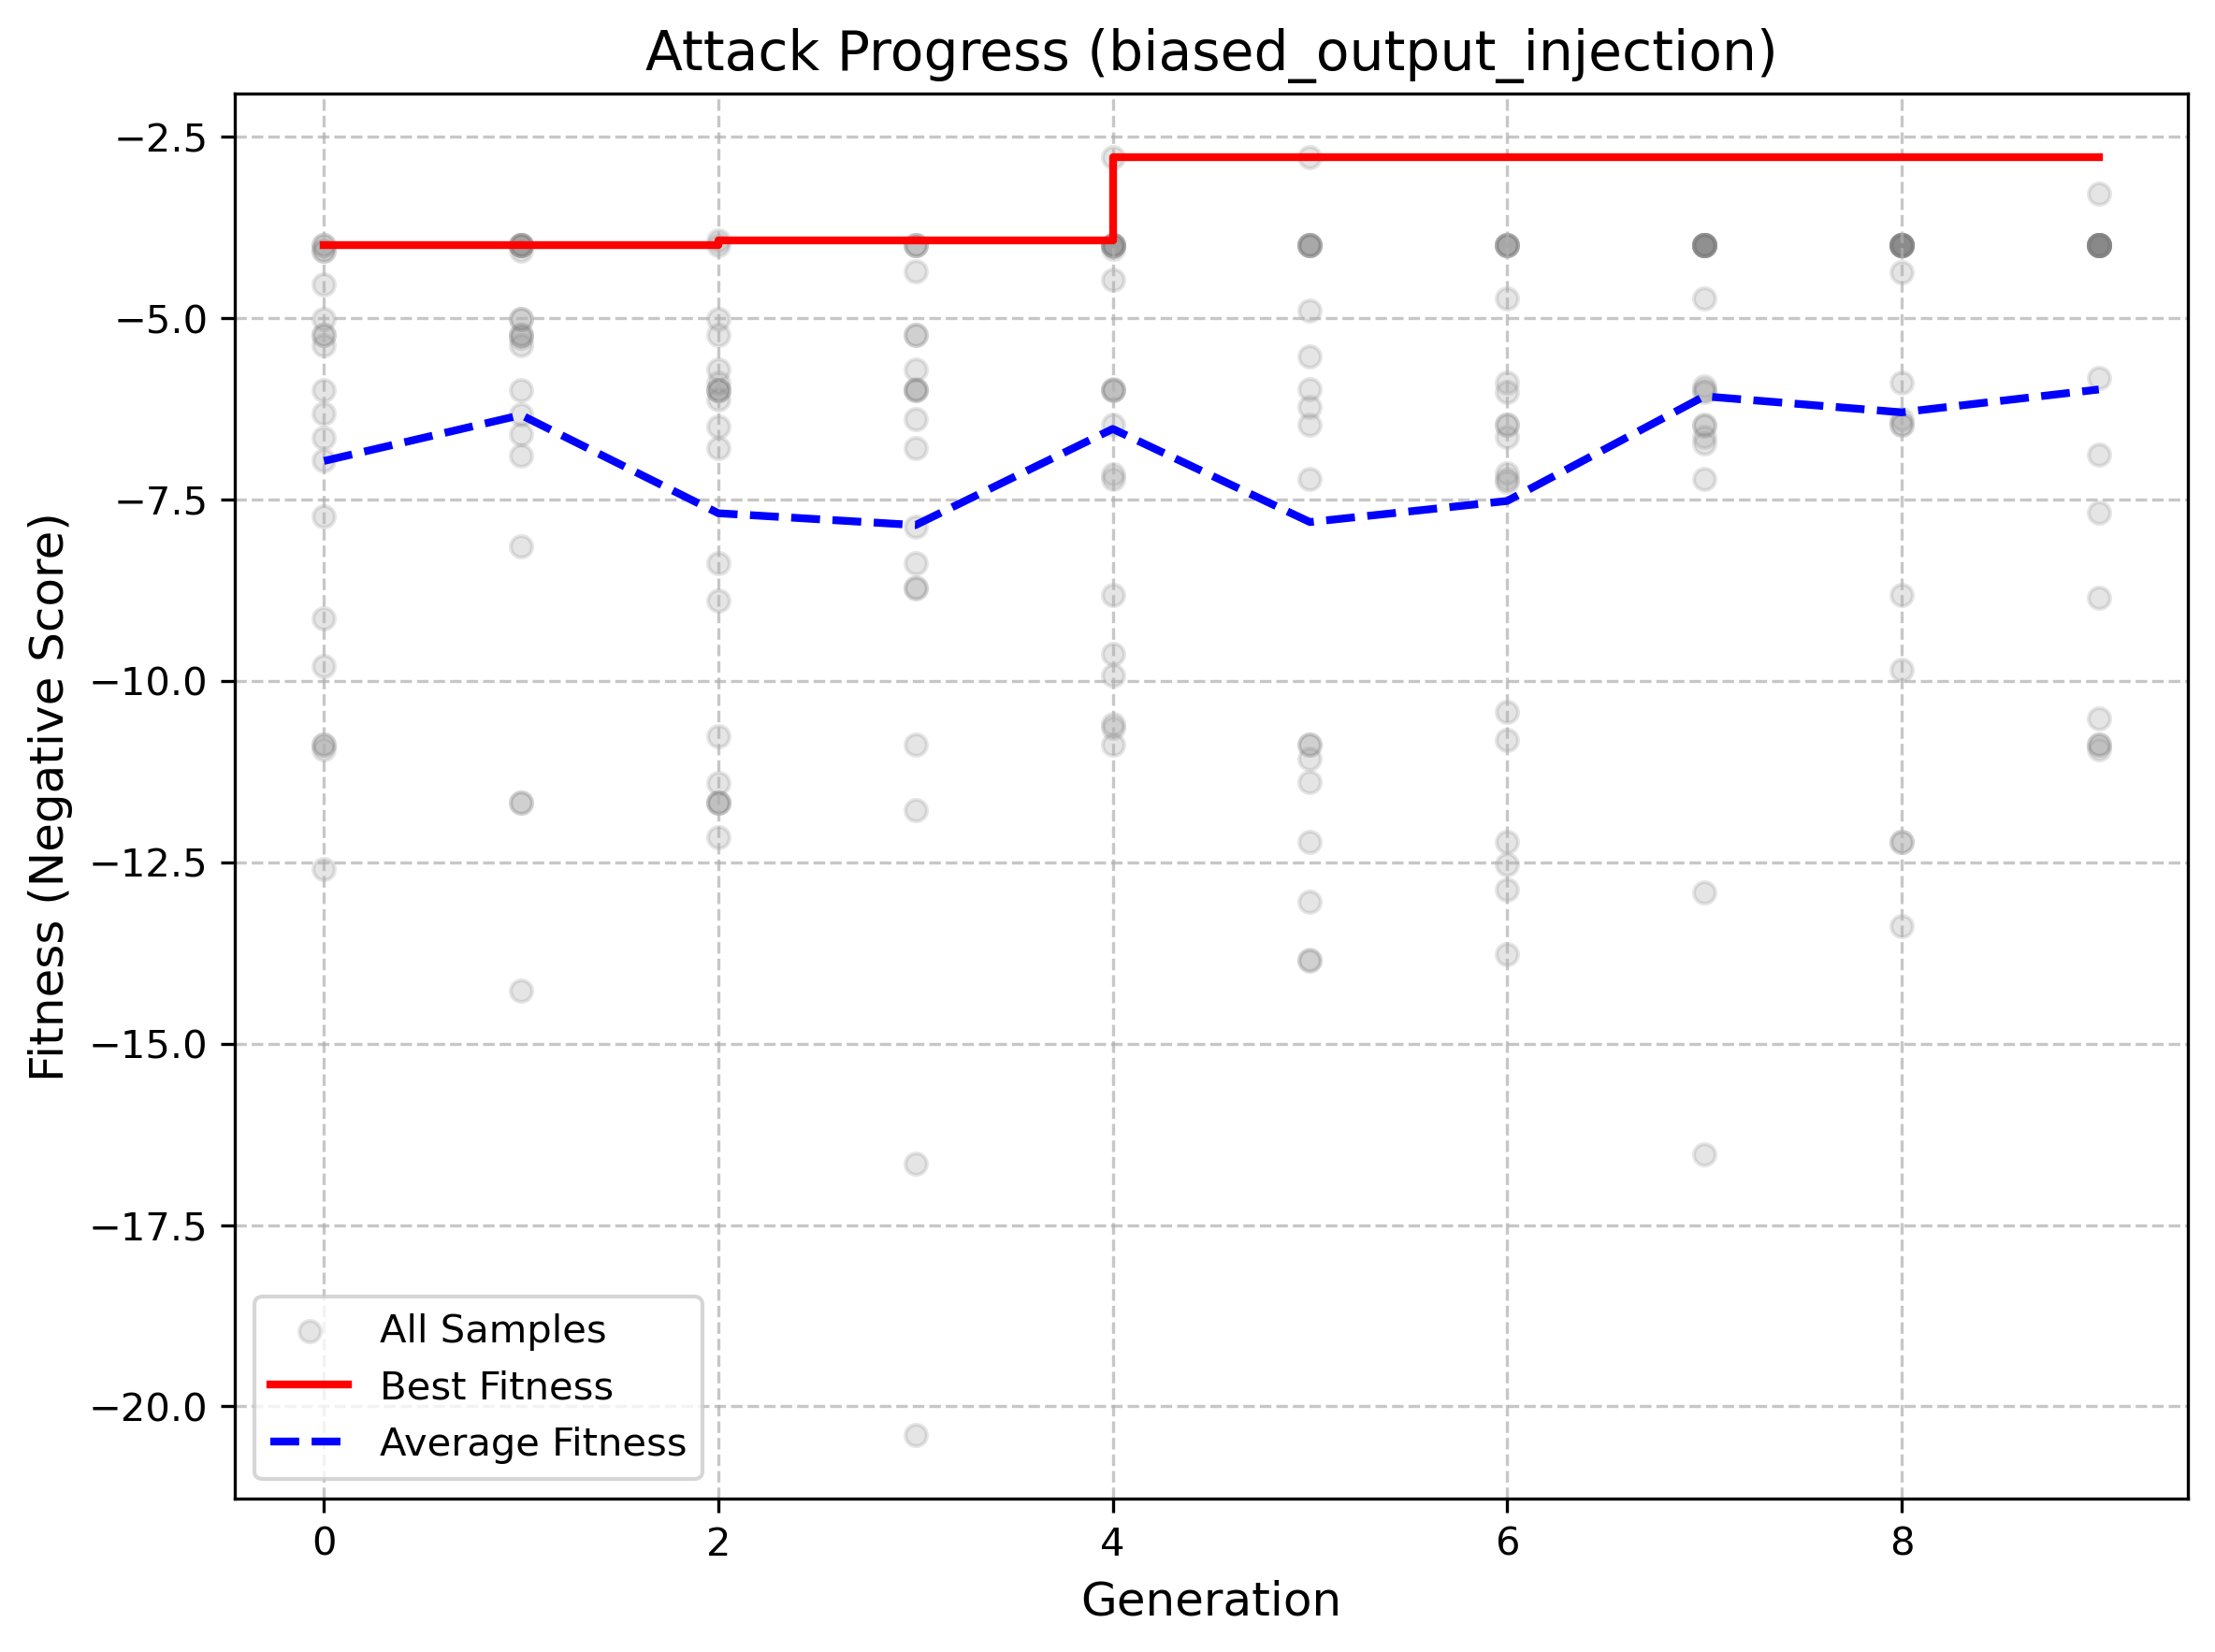 Attack Progress (biased_output_injection)
Fitness (Negative Score)
−2.5
−5.0
−7.5
−10.0
−12.5
−15.0
−17.5
−20.0
All Samples
Best Fitness
Average Fitness
0 2 4 6 8
Generation